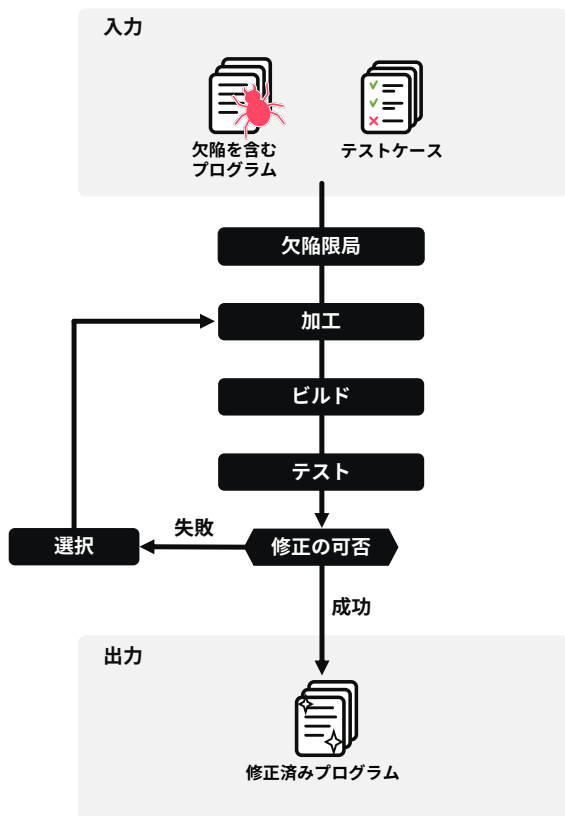 入力
欠陥を含む
プログラム
テストケース
欠陥限局
加工
ビルド
テスト
修正の可否
失敗
選択
成功
出力
修正済みプログラム